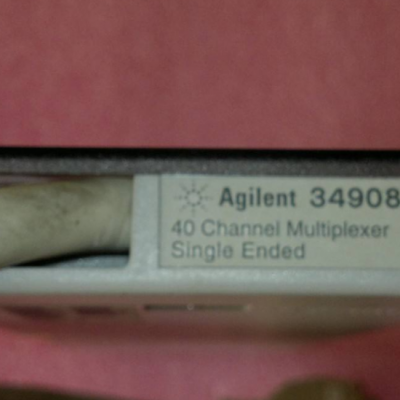 Agilent 34908
40 Channel Multiplexer
Single Ended